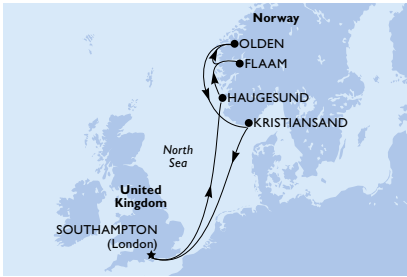 Norway
OLDEN
FLAAM
HAUGESUND
KRISTIANSAND
North
Sea
United
Kingdom
SOUTHAMPTON
(London)